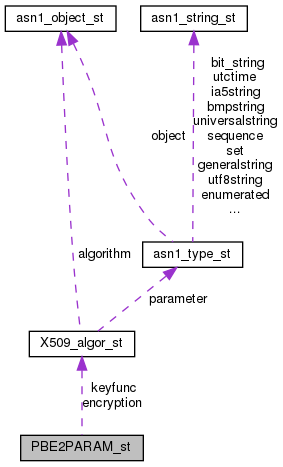 asn1_object_st
asn1_string_st
bit_string
utctime
ia5string
bmpstring
universalstring
object
sequence
set
generalstring
utf8string
enumerated
...
algorithm
asn1_type_st
parameter
X509_algor_st
keyfunc
encryption
PBE2PARAM_st